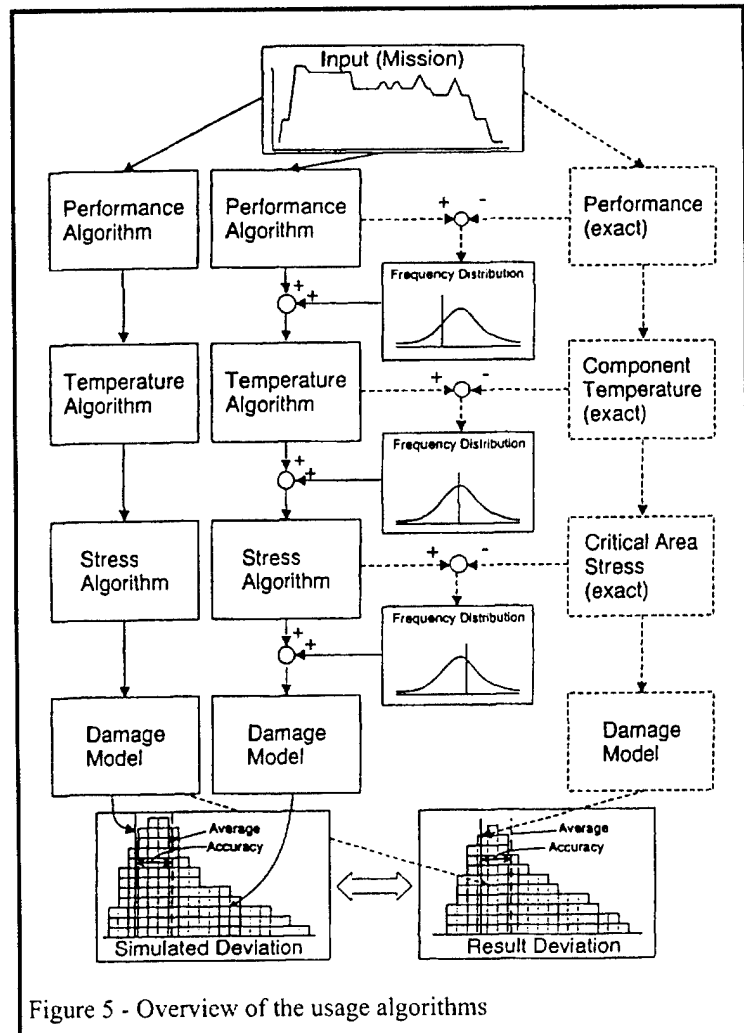 Input (Mission)
Performance
Algorithm
Performance
Algorithm
+
-
Performance
(exact)
Frequency Distribution
+
+
Temperature
Algorithm
Temperature
Algorithm
+
-
Component
Temperature
(exact)
Frequency Distribution
+
+
Stress
Algorithm
Stress
Algorithm
+
-
Critical Area
Stress
(exact)
Frequency Distribution
+
+
Damage
Model
Damage
Model
Damage
Model
Average
Accuracy
Simulated Deviation
Average
Accuracy
Result Deviation
Figure 5 - Overview of the usage algorithms